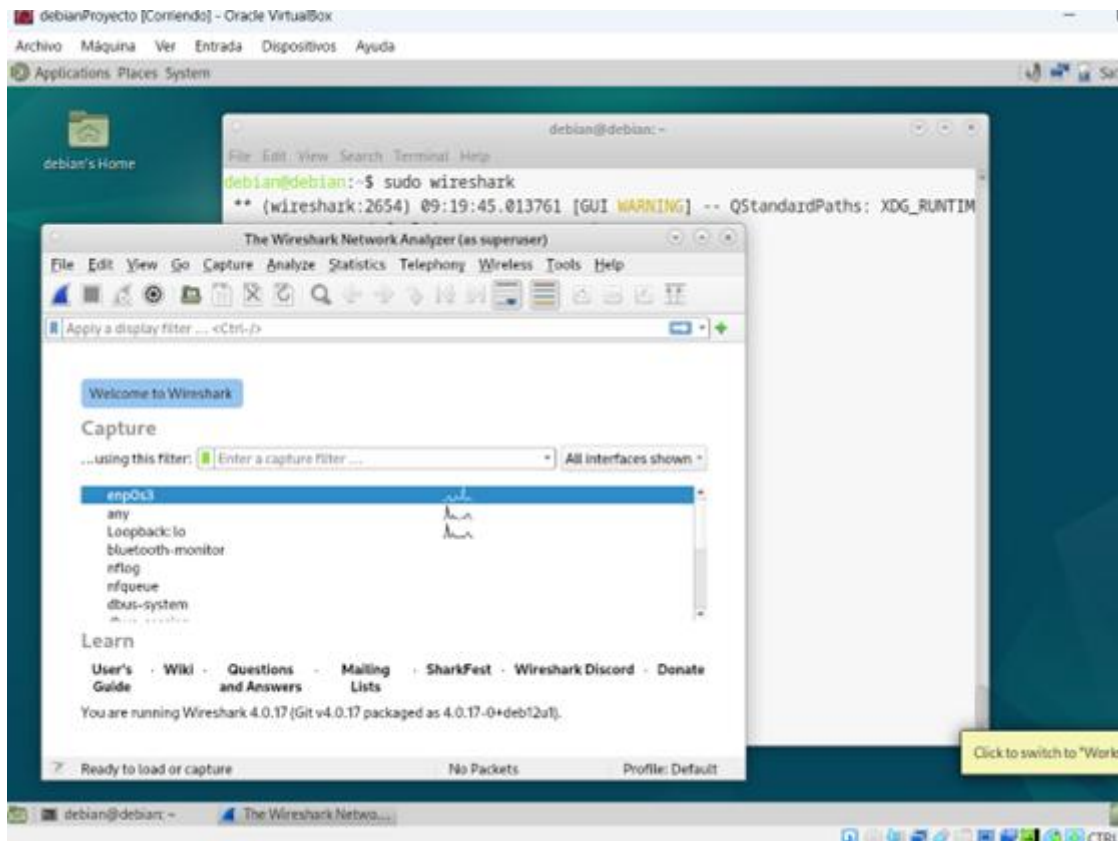 debianProyecto [Corriendo] - Oracle VirtualBox
Archivo Máquina Ver Entrada Dispositivos Ayuda
Applications Places System
debian's Home
debian@debian: ~
File Edit View Search Terminal Help
debian@debian:~$ sudo wireshark
** (wireshark:2654) 09:19:45.013761 [GUI WARNING] -- QStandardPaths: XDG_RUNTIM
The Wireshark Network Analyzer (as superuser)
File Edit View Go Capture Analyze Statistics Telephony Wireless Tools Help
Apply a display filter ... <Ctrl-/>
Welcome to Wireshark
Capture
...using this filter: Enter a capture filter ... All interfaces shown
enp0s3
any
Loopback: lo
bluetooth-monitor
nflog
nfqueue
dbus-system
Learn
User's Guide · Wiki · Questions and Answers · Mailing Lists · SharkFest · Wireshark Discord · Donate
You are running Wireshark 4.0.17 (Git v4.0.17 packaged as 4.0.17-0+deb12u1).
Ready to load or capture No Packets Profile: Default
Click to switch to "Work
debian@debian: ~ The Wireshark Netwo...
CTRL